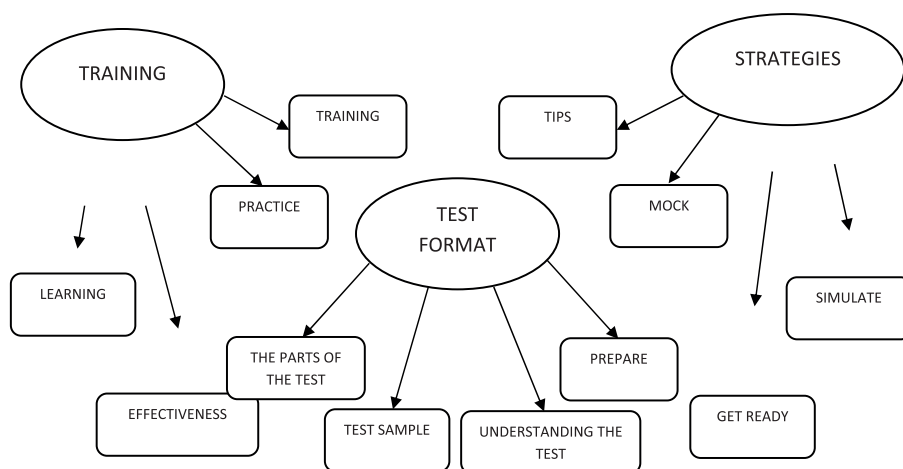 TRAINING
STRATEGIES
TRAINING
TIPS
PRACTICE
MOCK
TEST
FORMAT
LEARNING
SIMULATE
THE PARTS OF
THE TEST
PREPARE
EFFECTIVENESS
TEST SAMPLE
UNDERSTANDING THE
TEST
GET READY